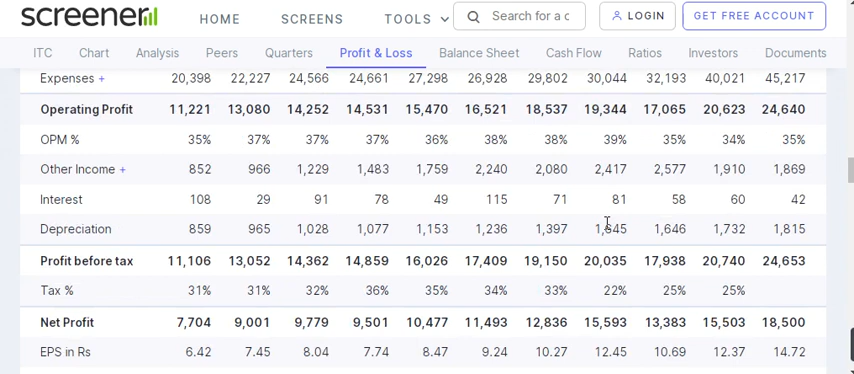 screener
HOME SCREENS TOOLS Search for a c LOGIN GET FREE ACCOUNT
ITC Chart Analysis Peers Quarters Profit & Loss Balance Sheet Cash Flow Ratios Investors Documents
Expenses + 20,398 22,227 24,566 24,661 27,298 26,928 29,802 30,044 32,193 40,021 45,217
Operating Profit 11,221 13,080 14,252 14,531 15,470 16,521 18,537 19,344 17,065 20,623 24,640
OPM % 35% 37% 37% 37% 36% 38% 38% 39% 35% 34% 35%
Other Income + 852 966 1,229 1,483 1,759 2,240 2,080 2,417 2,577 1,910 1,869
Interest 108 29 91 78 49 115 71 81 58 60 42
Depreciation 859 965 1,028 1,077 1,153 1,236 1,397 1,645 1,646 1,732 1,815
Profit before tax 11,106 13,052 14,362 14,859 16,026 17,409 19,150 20,035 17,938 20,740 24,653
Tax % 31% 31% 32% 36% 35% 34% 33% 22% 25% 25%
Net Profit 7,704 9,001 9,779 9,501 10,477 11,493 12,836 15,593 13,383 15,503 18,500
EPS in Rs 6.42 7.45 8.04 7.74 8.47 9.24 10.27 12.45 10.69 12.37 14.72